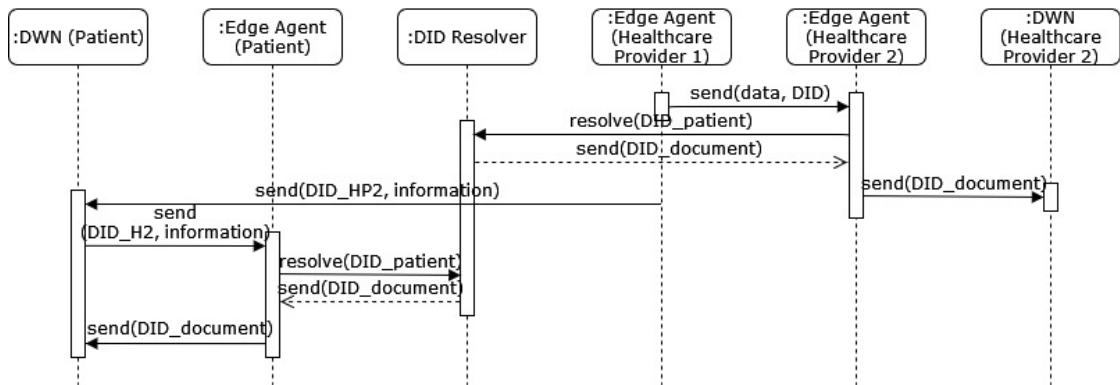 :DWN (Patient)
:Edge Agent
(Patient)
:DID Resolver
:Edge Agent
(Healthcare
Provider 1)
:Edge Agent
(Healthcare
Provider 2)
:DWN
(Healthcare
Provider 2)
send(data, DID)
resolve(DID_patient)
send(DID_document)
send(DID_document)
send(DID_HP2, information)
send
(DID_H2, information)
resolve(DID_patient)
send(DID_document)
send(DID_document)